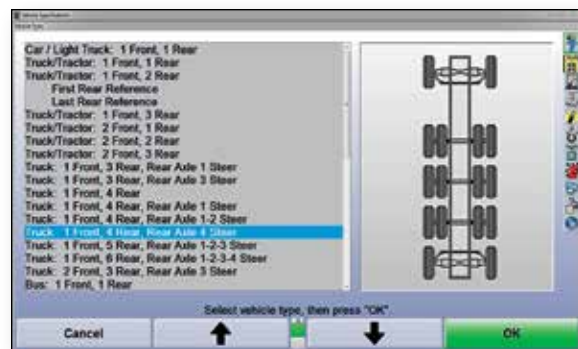 Vehicle Specifications
Vehicle Type
Car / Light Truck:  1 Front, 1 Rear
Truck/Tractor:  1 Front, 1 Rear
Truck/Tractor:  1 Front, 2 Rear
First Rear Reference
Last Rear Reference
Truck/Tractor:  1 Front, 3 Rear
Truck/Tractor:  2 Front, 1 Rear
Truck/Tractor:  2 Front, 2 Rear
Truck/Tractor:  2 Front, 3 Rear
Truck:  1 Front, 3 Rear, Rear Axle 1 Steer
Truck:  1 Front, 3 Rear, Rear Axle 3 Steer
Truck:  1 Front, 4 Rear
Truck:  1 Front, 4 Rear, Rear Axle 1 Steer
Truck:  1 Front, 4 Rear, Rear Axle 1-2 Steer
Truck:  1 Front, 4 Rear, Rear Axle 4 Steer
Truck:  1 Front, 5 Rear, Rear Axle 1-2-3 Steer
Truck:  1 Front, 6 Rear, Rear Axle 1-2-3-4 Steer
Truck:  2 Front, 3 Rear, Rear Axle 3 Steer
Bus:  1 Front, 1 Rear
Select vehicle type, then press "OK"
Cancel
OK